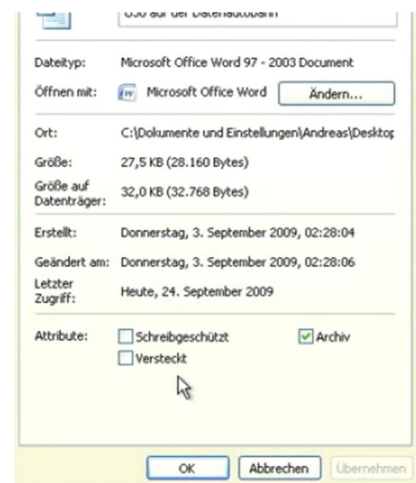 auf der Datenautobahn
Dateityp: Microsoft Office Word 97 - 2003 Document
Öffnen mit: Microsoft Office Word Ändern...
Ort: C:\Dokumente und Einstellungen\Andreas\Desktop
Größe: 27,5 KB (28.160 Bytes)
Größe auf
Datenträger: 32,0 KB (32.768 Bytes)
Erstellt: Donnerstag, 3. September 2009, 02:28:04
Geändert am: Donnerstag, 3. September 2009, 02:28:06
Letzter
Zugriff: Heute, 24. September 2009
Attribute: Schreibgeschützt Archiv
Versteckt
OK Abbrechen Übernehmen